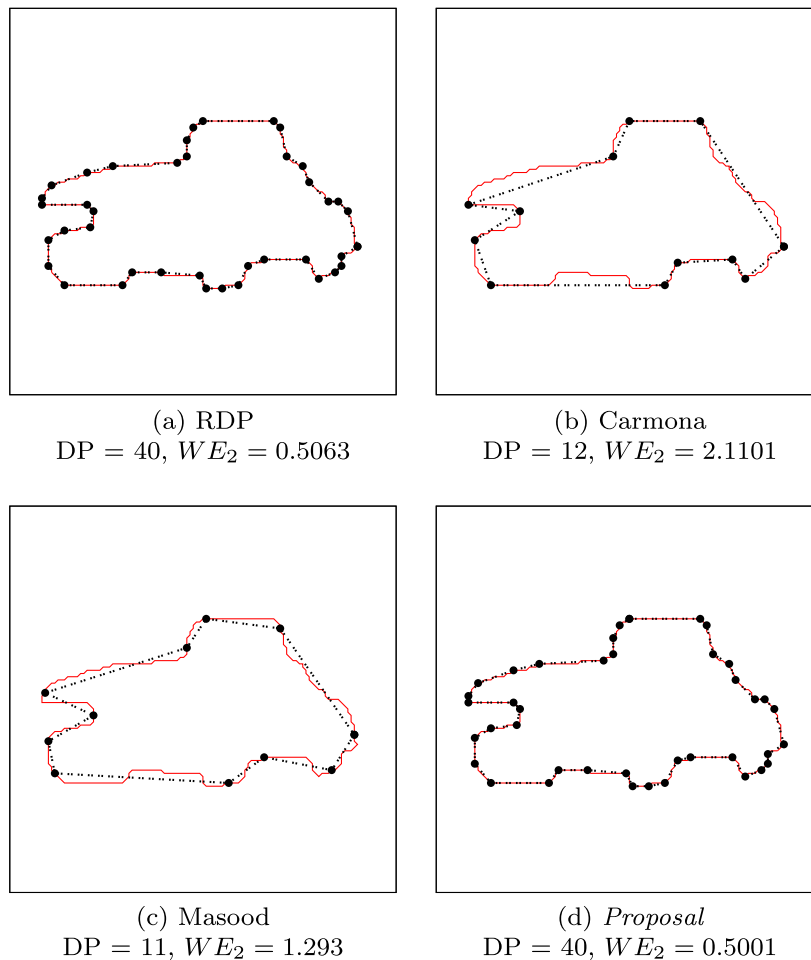 (a) RDP
DP = 40, WE₂ = 0.5063
(b) Carmona
DP = 12, WE₂ = 2.1101
(c) Masood
DP = 11, WE₂ = 1.293
(d) Proposal
DP = 40, WE₂ = 0.5001